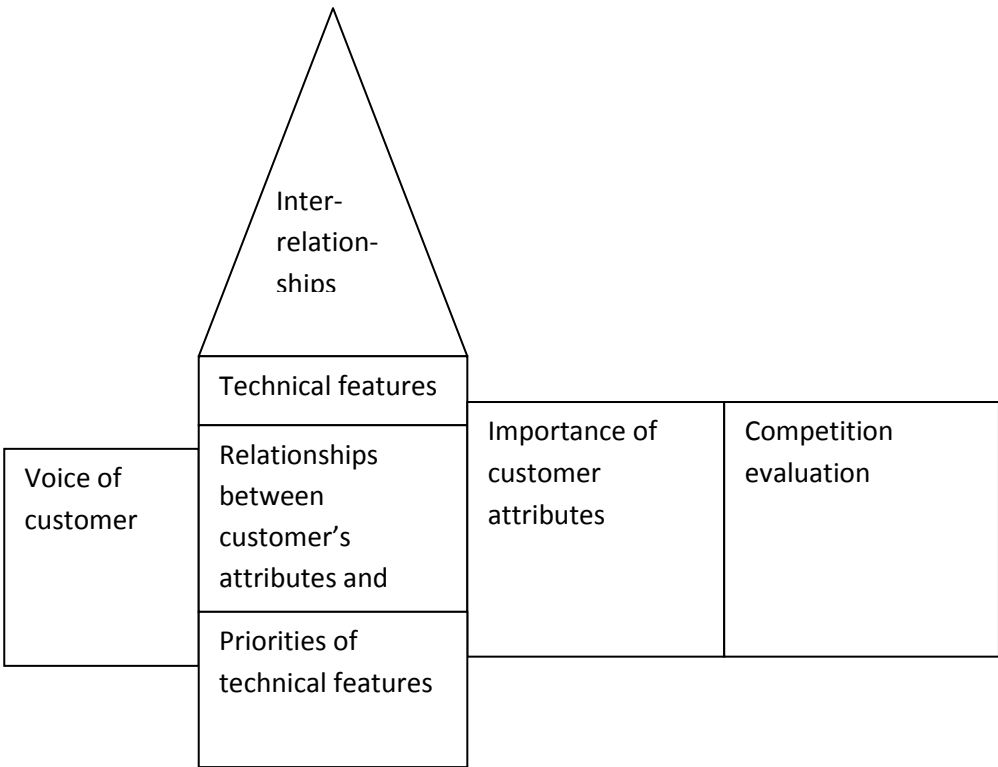 Inter-
relation-
ships
Technical features
Voice of
customer
Relationships
between
customer’s
attributes and
Importance of
customer
attributes
Competition
evaluation
Priorities of
technical features